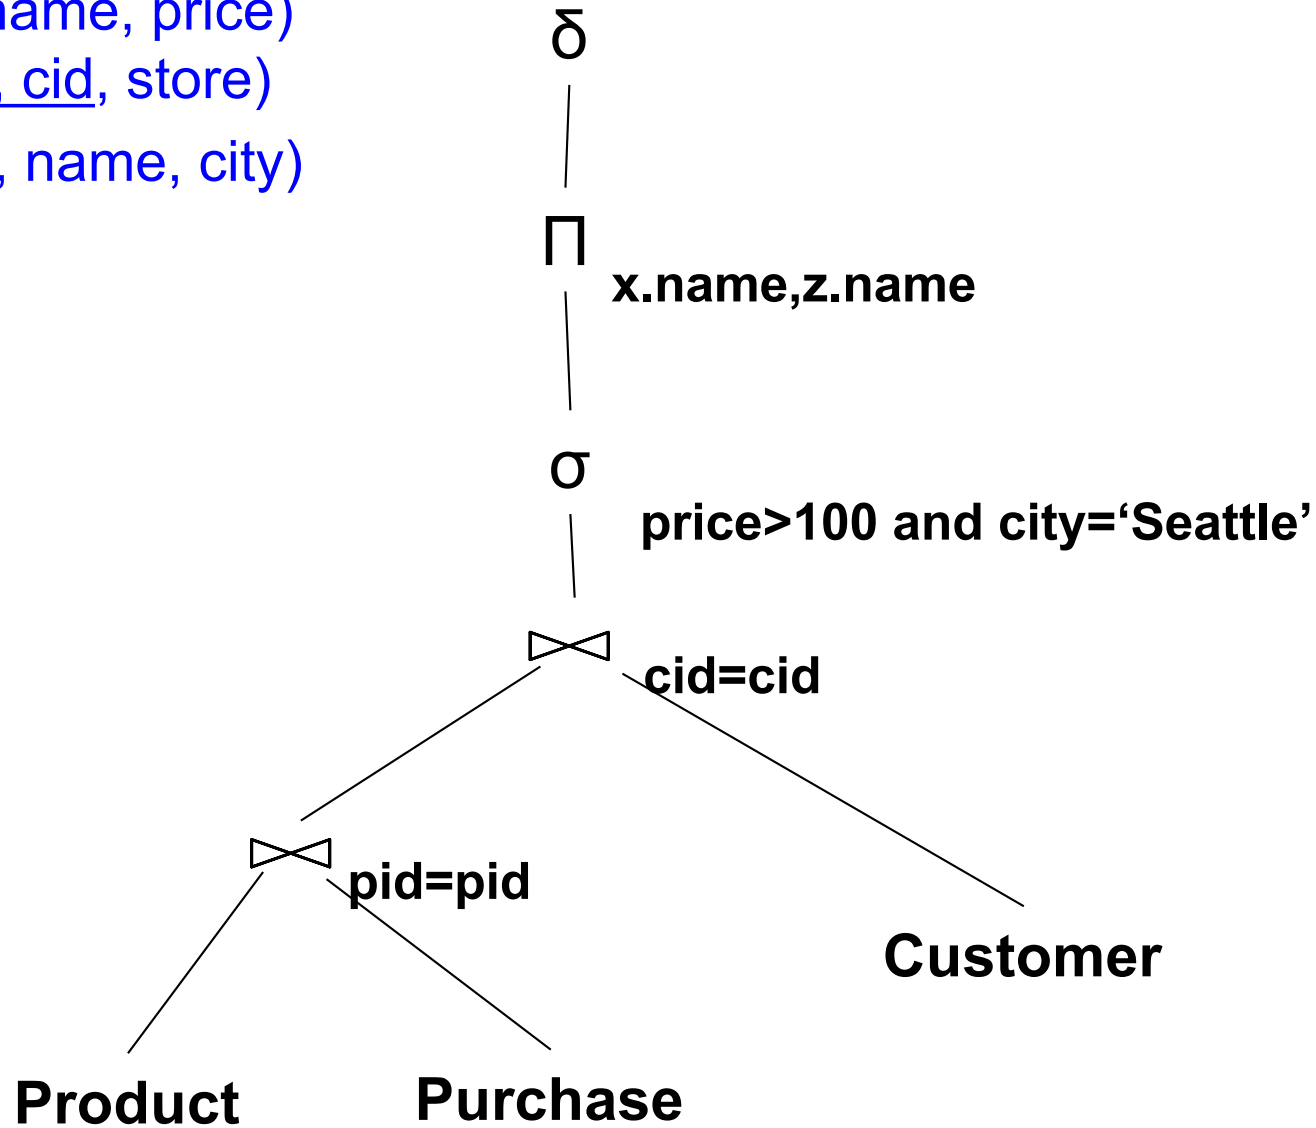 name, price)
, cid, store)
, name, city)
δ
Π
x.name,z.name
σ
price>100 and city=‘Seattle’
⋈
cid=cid
⋈
pid=pid
Customer
Product
Purchase